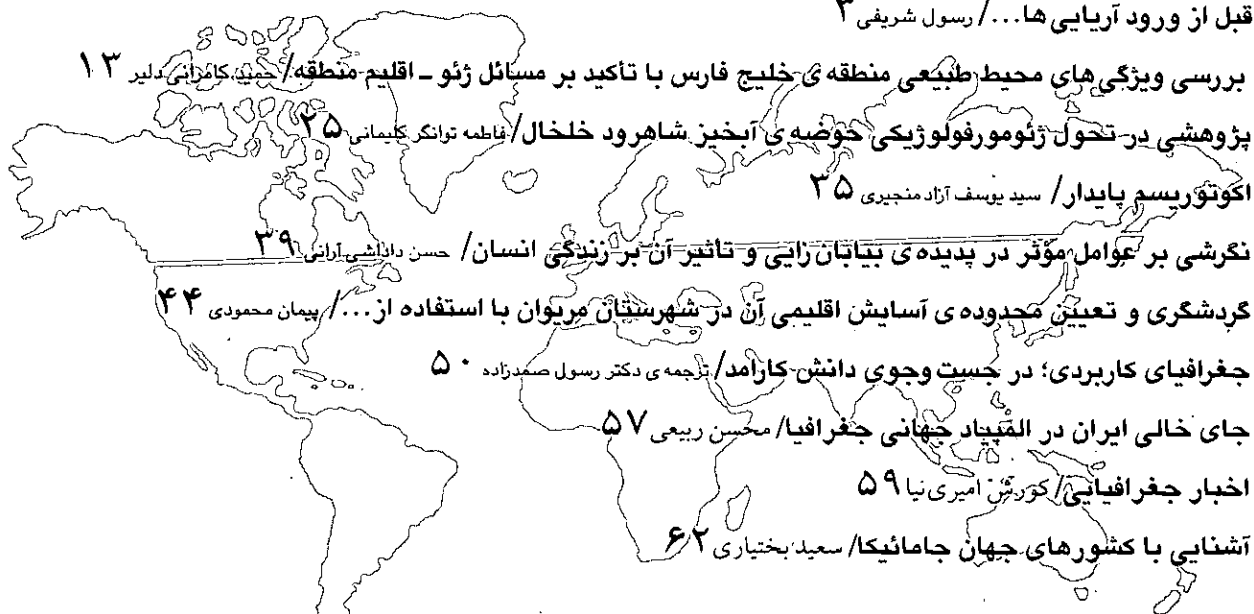 قبل از ورود آریایی ها.../ رسول شریفی ۳
بررسی ویژگی های محیط طبیعی منطقه ی خلیج فارس با تأکید بر مسائل ژئو ـ اقلیم منطقه/ حمید کامرانی دلیر ۱۳
پژوهشی در تحول ژئومورفولوژیکی حوضه ی آبخیز شاهرود خلخال/ فاطمه توانگر کلیمانی ۲۵
اکوتوریسم پایدار/ سید یوسف آزاد منجیری ۳۵
نگرشی بر عوامل مؤثر در پدیده ی بیابان زایی و تاثیر آن بر زندگی انسان/ حسن داداشی آرانی ۳۹
گردشگری و تعیین محدوده ی آسایش اقلیمی آن در شهرستان مریوان با استفاده از.../ پیمان محمودی ۴۴
جغرافیای کاربردی؛ در جست وجوی دانش کارامد/ ترجمه ی دکتر رسول صمدزاده ۵۰
جای خالی ایران در المپیاد جهانی جغرافیا/ محسن ربیعی ۵۷
اخبار جغرافیایی/ کورش امیری نیا ۵۹
آشنایی با کشورهای جهان جامائیکا/ سعید بختیاری ۶۲